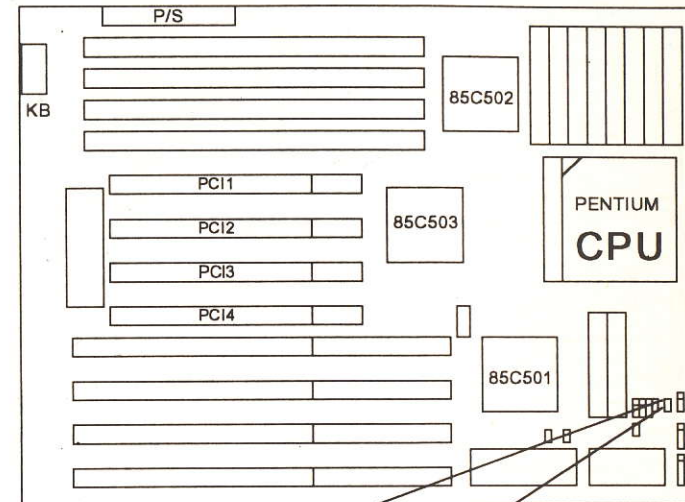 P/S
KB
85C502
PCI1
PENTIUM
CPU
PCI2
85C503
PCI3
PCI4
85C501